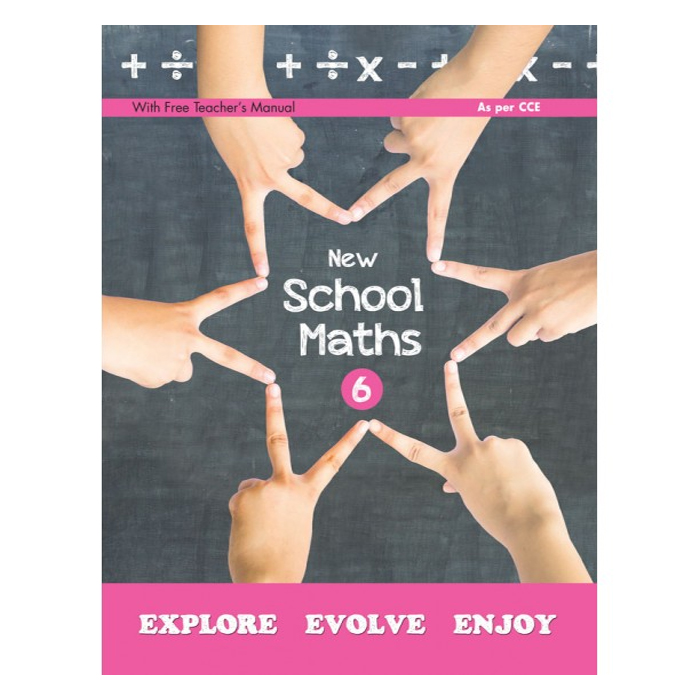 + ÷ + ÷ x - + x - +
With Free Teacher's Manual As per CCE
New
School
Maths
6
EXPLORE EVOLVE ENJOY